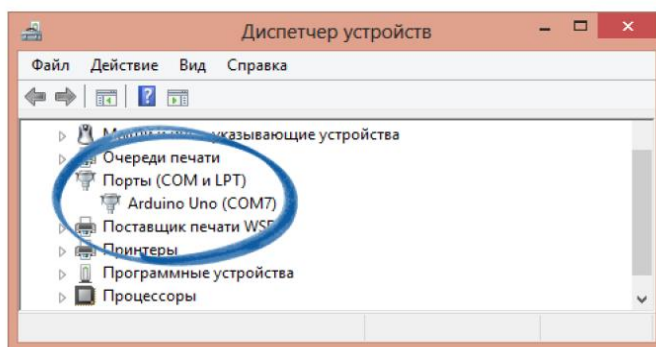 Диспетчер устройств
Файл Действие Вид Справка
указывающие устройства
Очереди печати
Порты (COM и LPT)
Arduino Uno (COM7)
Поставщик печати
Принтеры
Программные устройства
Процессоры